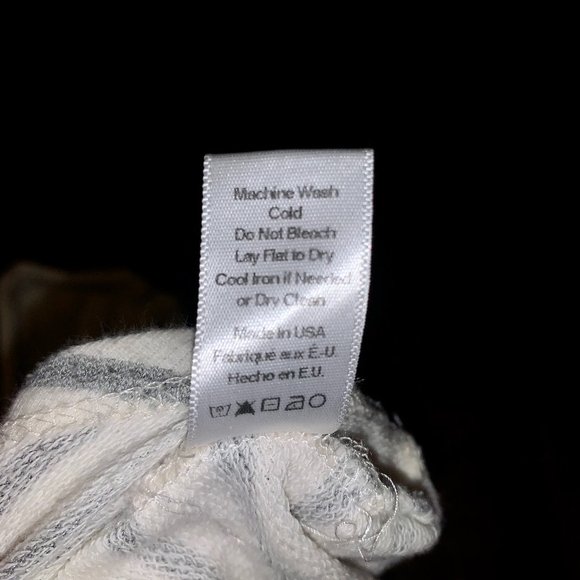 Machine Wash
Cold
Do Not Bleach
Lay Flat to Dry
Cool Iron if Needed
or Dry Clean
Made In USA
Fabriqué aux É.-U.
Hecho en E.U.